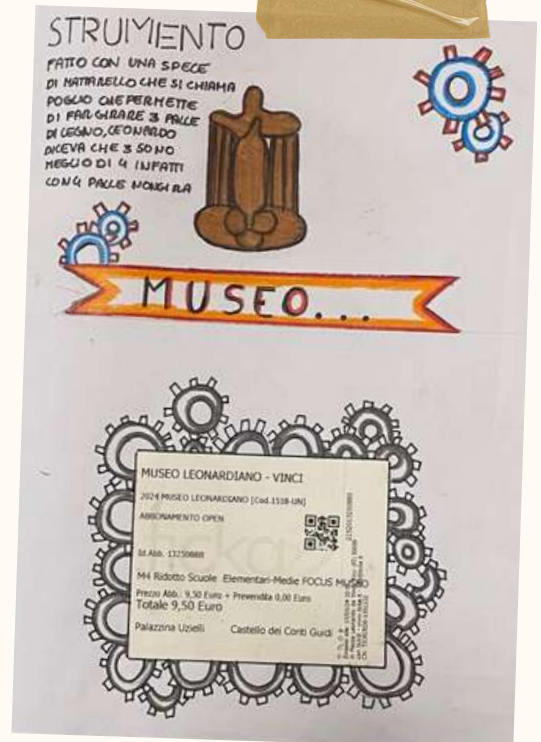 STRUMENTO
FATTO CON UNA SPECE
DI MATTARELLO CHE SI CHIAMA
POGLIO CHE PERMETTE
DI FAR GIRARE 3 PALLE
DI LEGNO, LEONARDO
DICEVA CHE 3 SONO
MEGLIO DI 4 INFATTI
CON 4 PALLE NON GIRA
MUSEO...
MUSEO LEONARDIANO - VINCI
2024 MUSEO LEONARDIANO [Cod.1518-UN]
ABBONAMENTO OPEN
Id.Abb. 13250888
M4 Ridotto Scuole Elementari-Medie FOCUS MUSEO
Prezzo Abb.: 9,50 Euro + Prevendita 0,00 Euro
Totale 9,50 Euro
Palazzina Uzielli Castello dei Conti Guidi